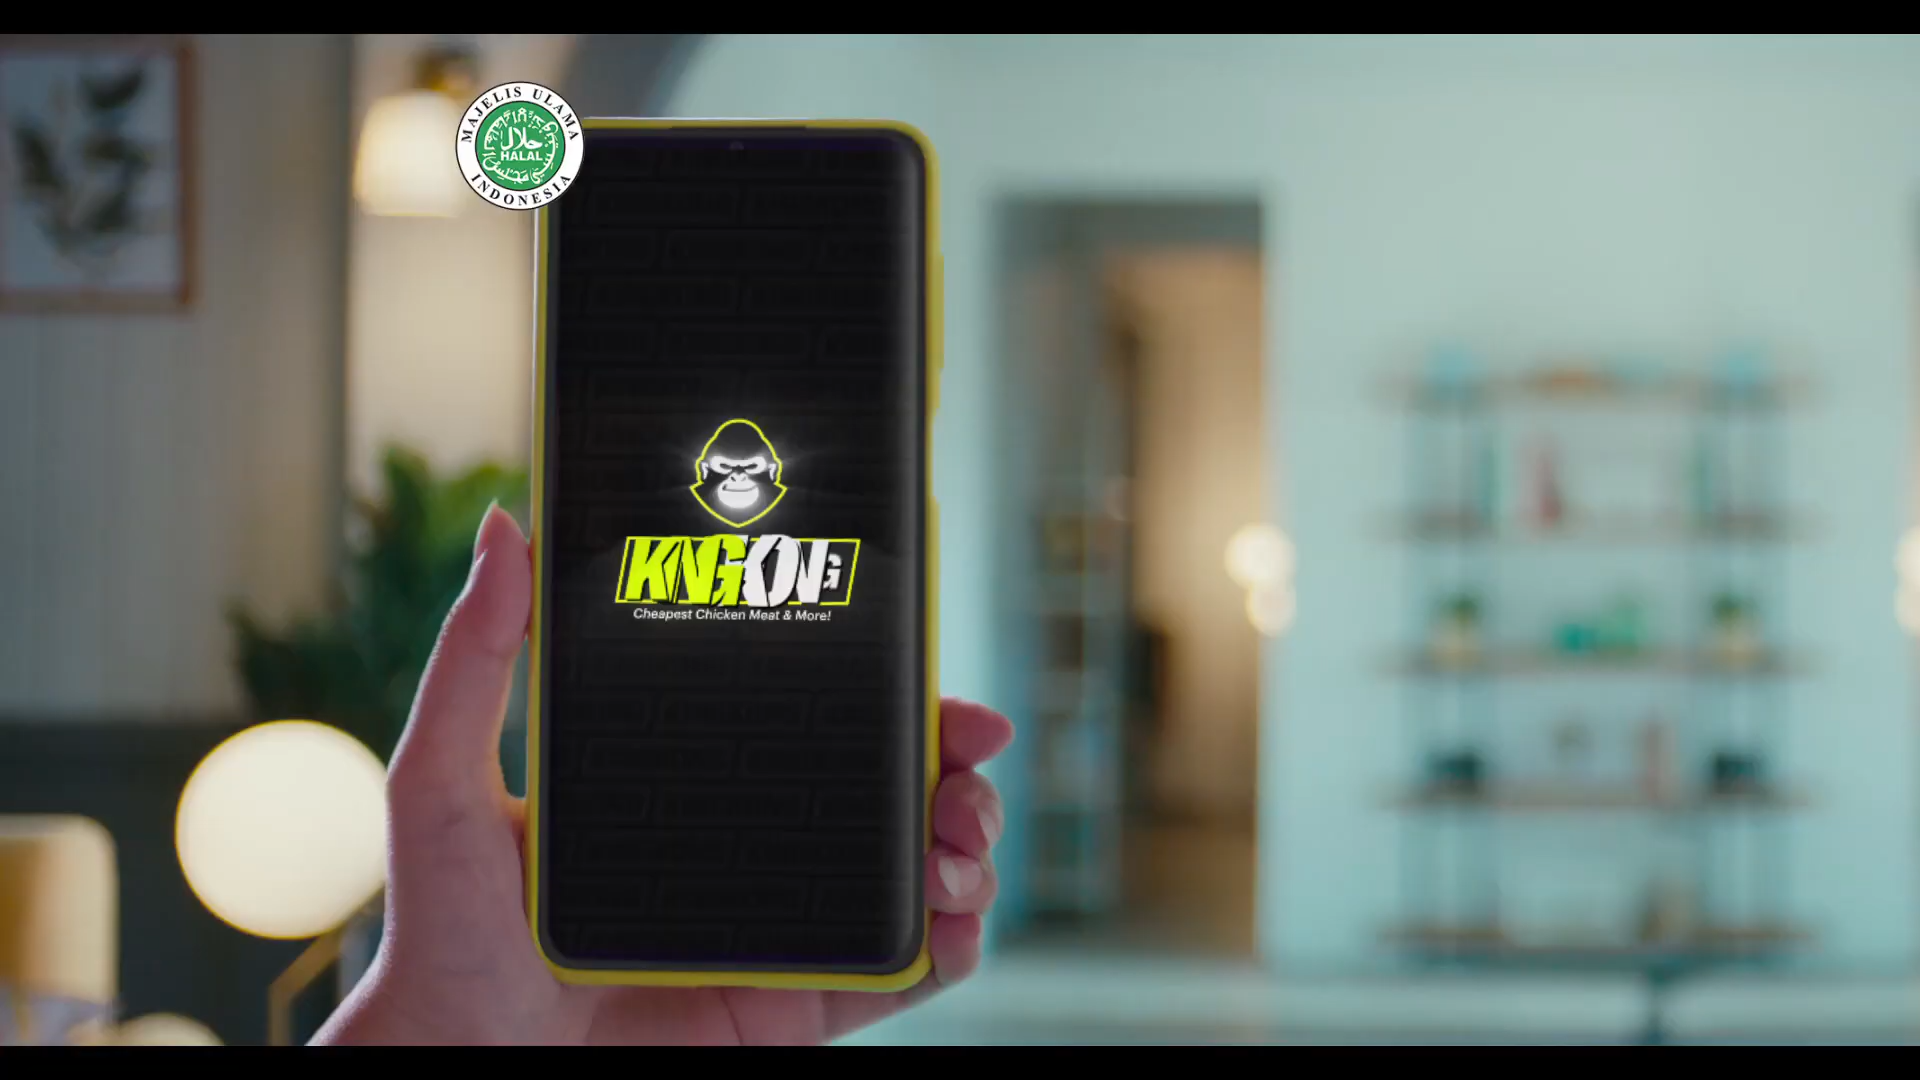 MAJELIS ULAMA
حلال
HALAL
INDONESIA
KINGKONG
Cheapest Chicken Meat & More!